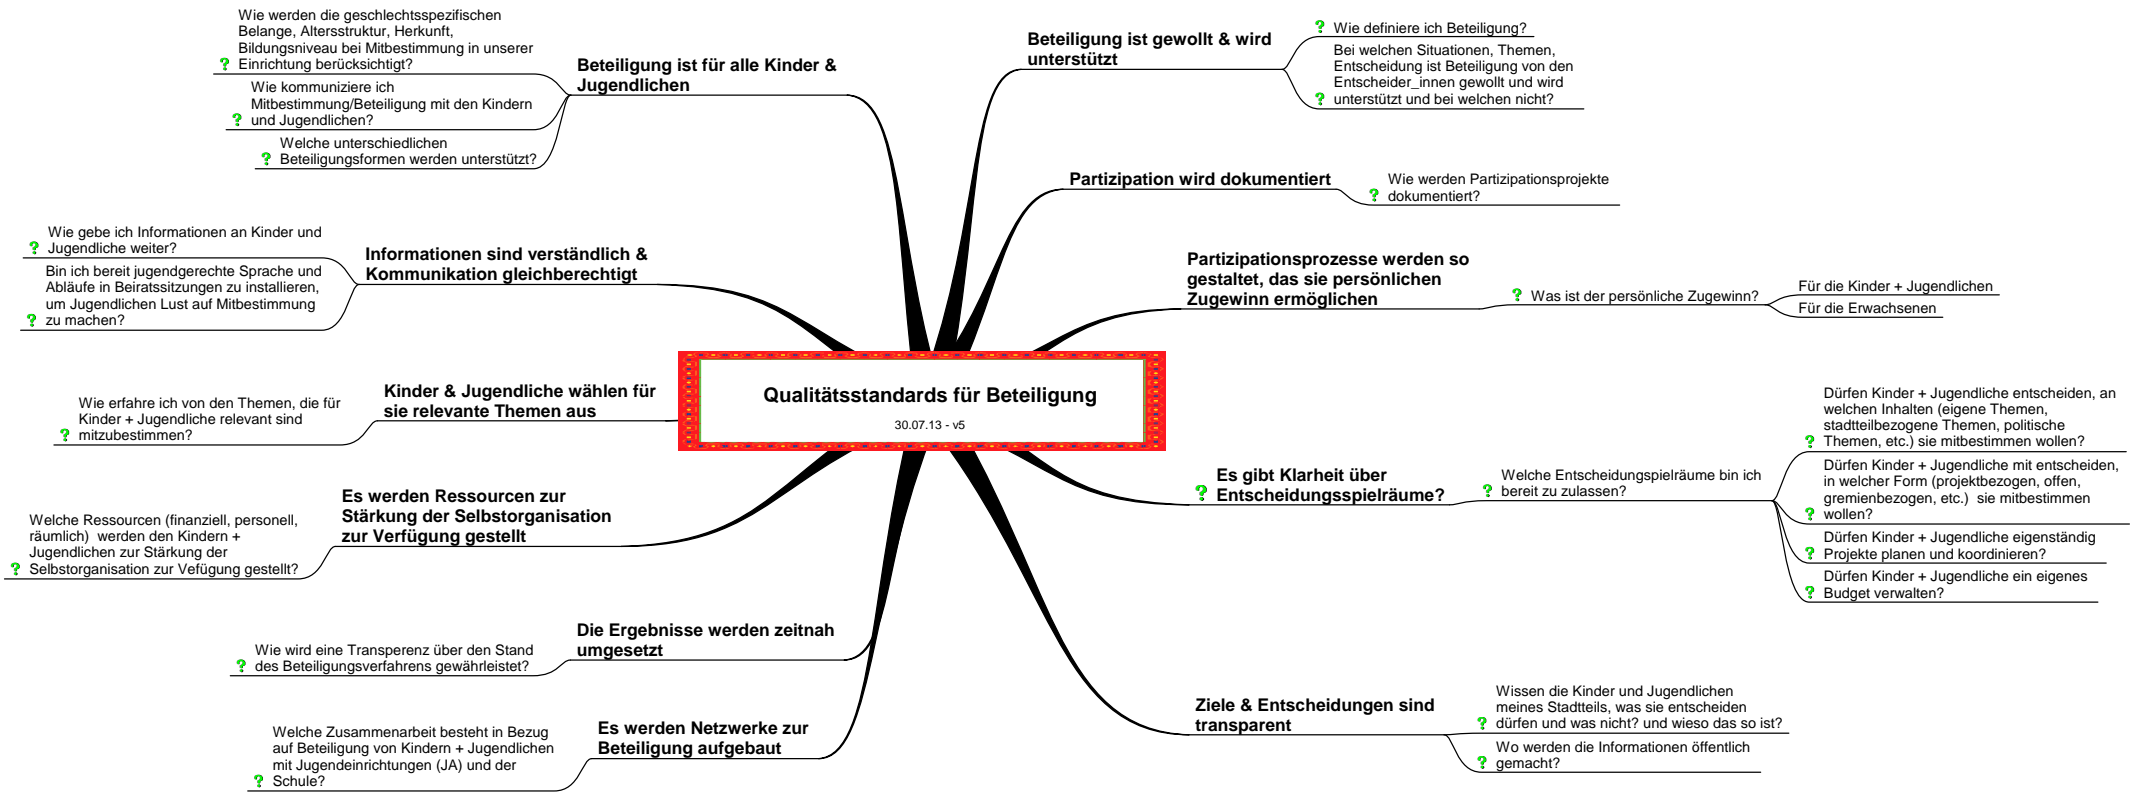 Qualitätsstandards für Beteiligung
30.07.13 - v5
Beteiligung ist gewollt & wird
unterstützt
? Wie definiere ich Beteiligung?
Bei welchen Situationen, Themen,
Entscheidung ist Beteiligung von den
Entscheider_innen gewollt und wird
? unterstützt und bei welchen nicht?
Partizipation wird dokumentiert
Wie werden Partizipationsprojekte
? dokumentiert?
Partizipationsprozesse werden so
gestaltet, das sie persönlichen
Zugewinn ermöglichen
? Was ist der persönliche Zugewinn?
Für die Kinder + Jugendlichen
Für die Erwachsenen
Es gibt Klarheit über
? Entscheidungsspielräume?
Welche Entscheidungspielräume bin ich
? bereit zu zulassen?
Dürfen Kinder + Jugendliche entscheiden, an
welchen Inhalten (eigene Themen,
stadtteilbezogene Themen, politische
? Themen, etc.) sie mitbestimmen wollen?
Dürfen Kinder + Jugendliche mit entscheiden,
in welcher Form (projektbezogen, offen,
gremienbezogen, etc.)  sie mitbestimmen
? wollen?
Dürfen Kinder + Jugendliche eigenständig
? Projekte planen und koordinieren?
Dürfen Kinder + Jugendliche ein eigenes
? Budget verwalten?
Ziele & Entscheidungen sind
transparent
Wissen die Kinder und Jugendlichen
meines Stadtteils, was sie entscheiden
? dürfen und was nicht? und wieso das so ist?
Wo werden die Informationen öffentlich
? gemacht?
Beteiligung ist für alle Kinder &
Jugendlichen
Wie werden die geschlechtsspezifischen
Belange, Altersstruktur, Herkunft,
Bildungsniveau bei Mitbestimmung in unserer
? Einrichtung berücksichtigt?
Wie kommuniziere ich
Mitbestimmung/Beteiligung mit den Kindern
? und Jugendlichen?
Welche unterschiedlichen
? Beteiligungsformen werden unterstützt?
Informationen sind verständlich &
Kommunikation gleichberechtigt
Wie gebe ich Informationen an Kinder und
? Jugendliche weiter?
Bin ich bereit jugendgerechte Sprache und
Abläufe in Beiratssitzungen zu installieren,
um Jugendlichen Lust auf Mitbestimmung
? zu machen?
Kinder & Jugendliche wählen für
sie relevante Themen aus
Wie erfahre ich von den Themen, die für
Kinder + Jugendliche relevant sind
? mitzubestimmen?
Es werden Ressourcen zur
Stärkung der Selbstorganisation
zur Verfügung gestellt
Welche Ressourcen (finanziell, personell,
räumlich)  werden den Kindern +
Jugendlichen zur Stärkung der
? Selbstorganisation zur Vefügung gestellt?
Die Ergebnisse werden zeitnah
umgesetzt
Wie wird eine Transparenz über den Stand
? des Beteiligungsverfahrens gewährleistet?
Es werden Netzwerke zur
Beteiligung aufgebaut
Welche Zusammenarbeit besteht in Bezug
auf Beteiligung von Kindern + Jugendlichen
mit Jugendeinrichtungen (JA) und der
? Schule?